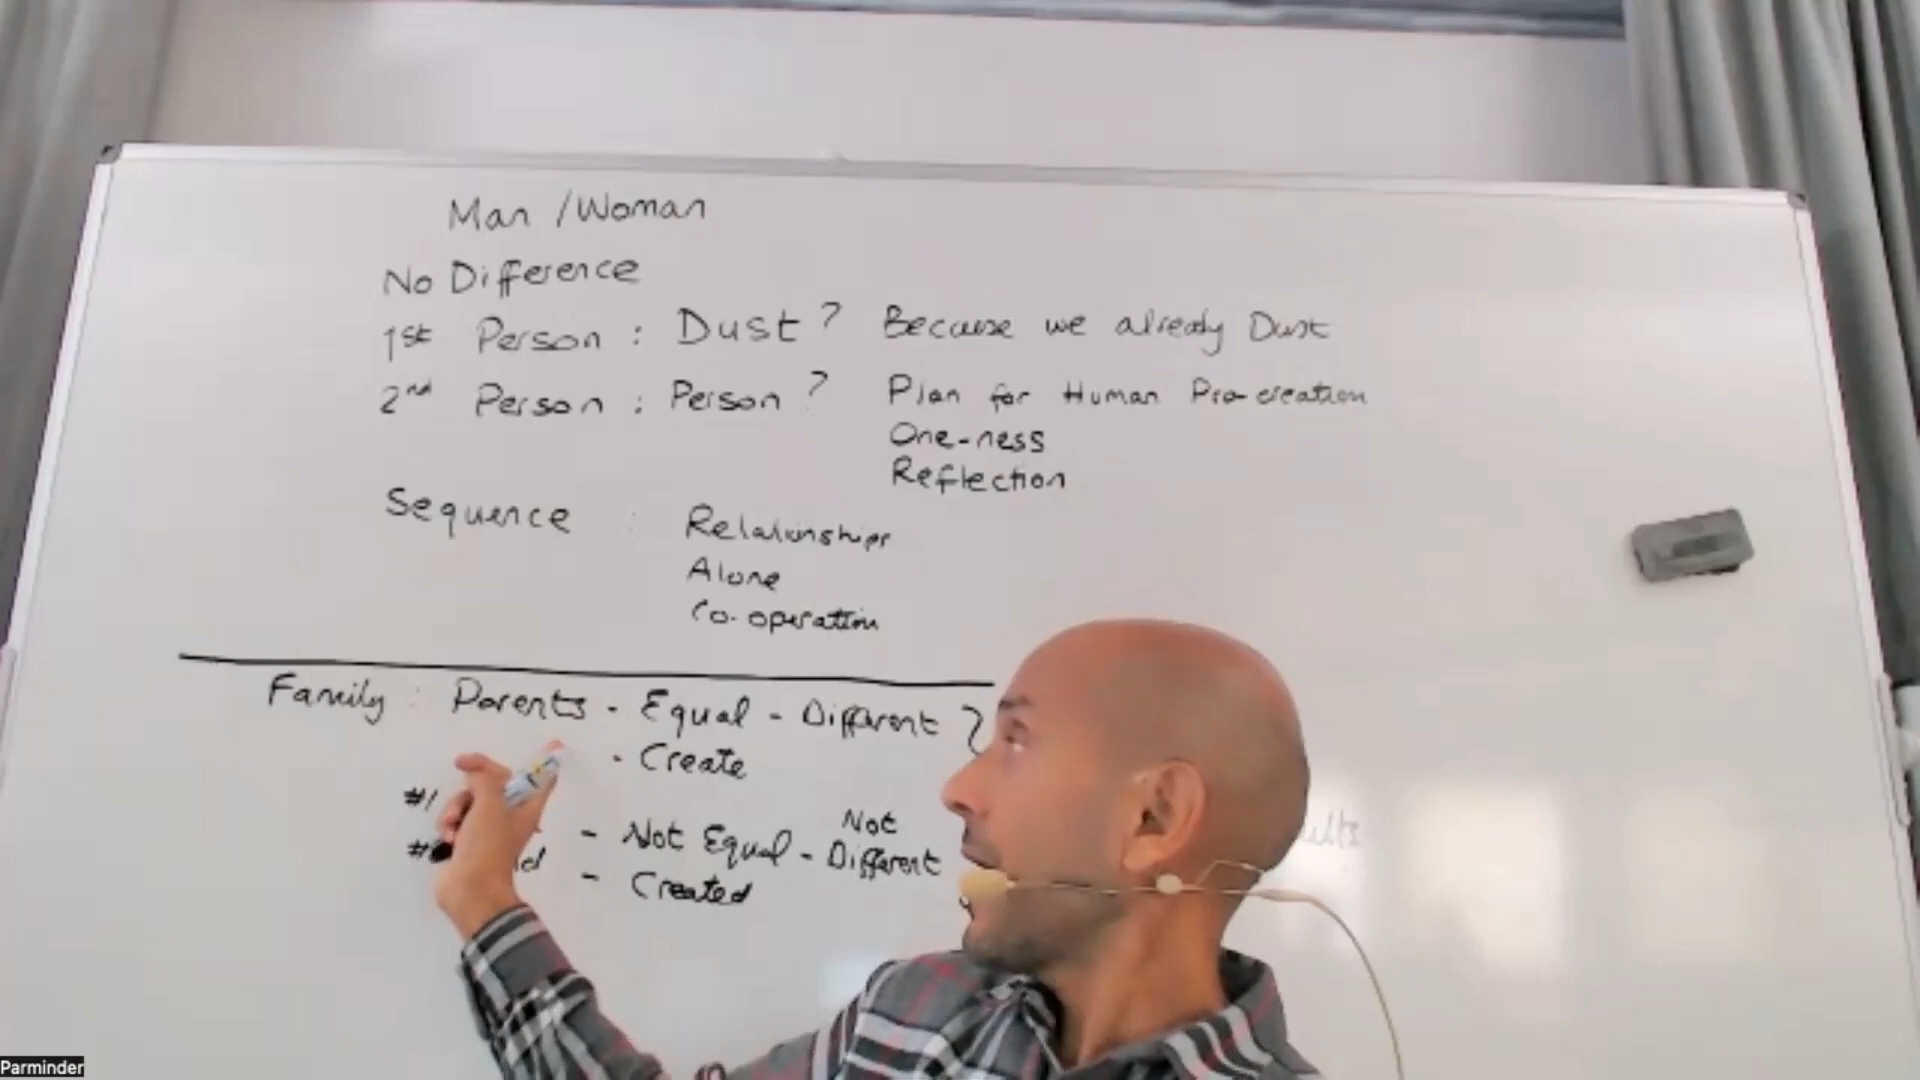 Man / Woman
No Difference
1st Person : Dust ? Because we already Dust
2nd Person : Person ? Plan for Human Pro-creation
One-ness
Reflection
Sequence : Relationships
Alone
Co-operation
Family : Parents - Equal - Different ?
- Create
#1
- Not Equal - Not Different
- Created
Parminder